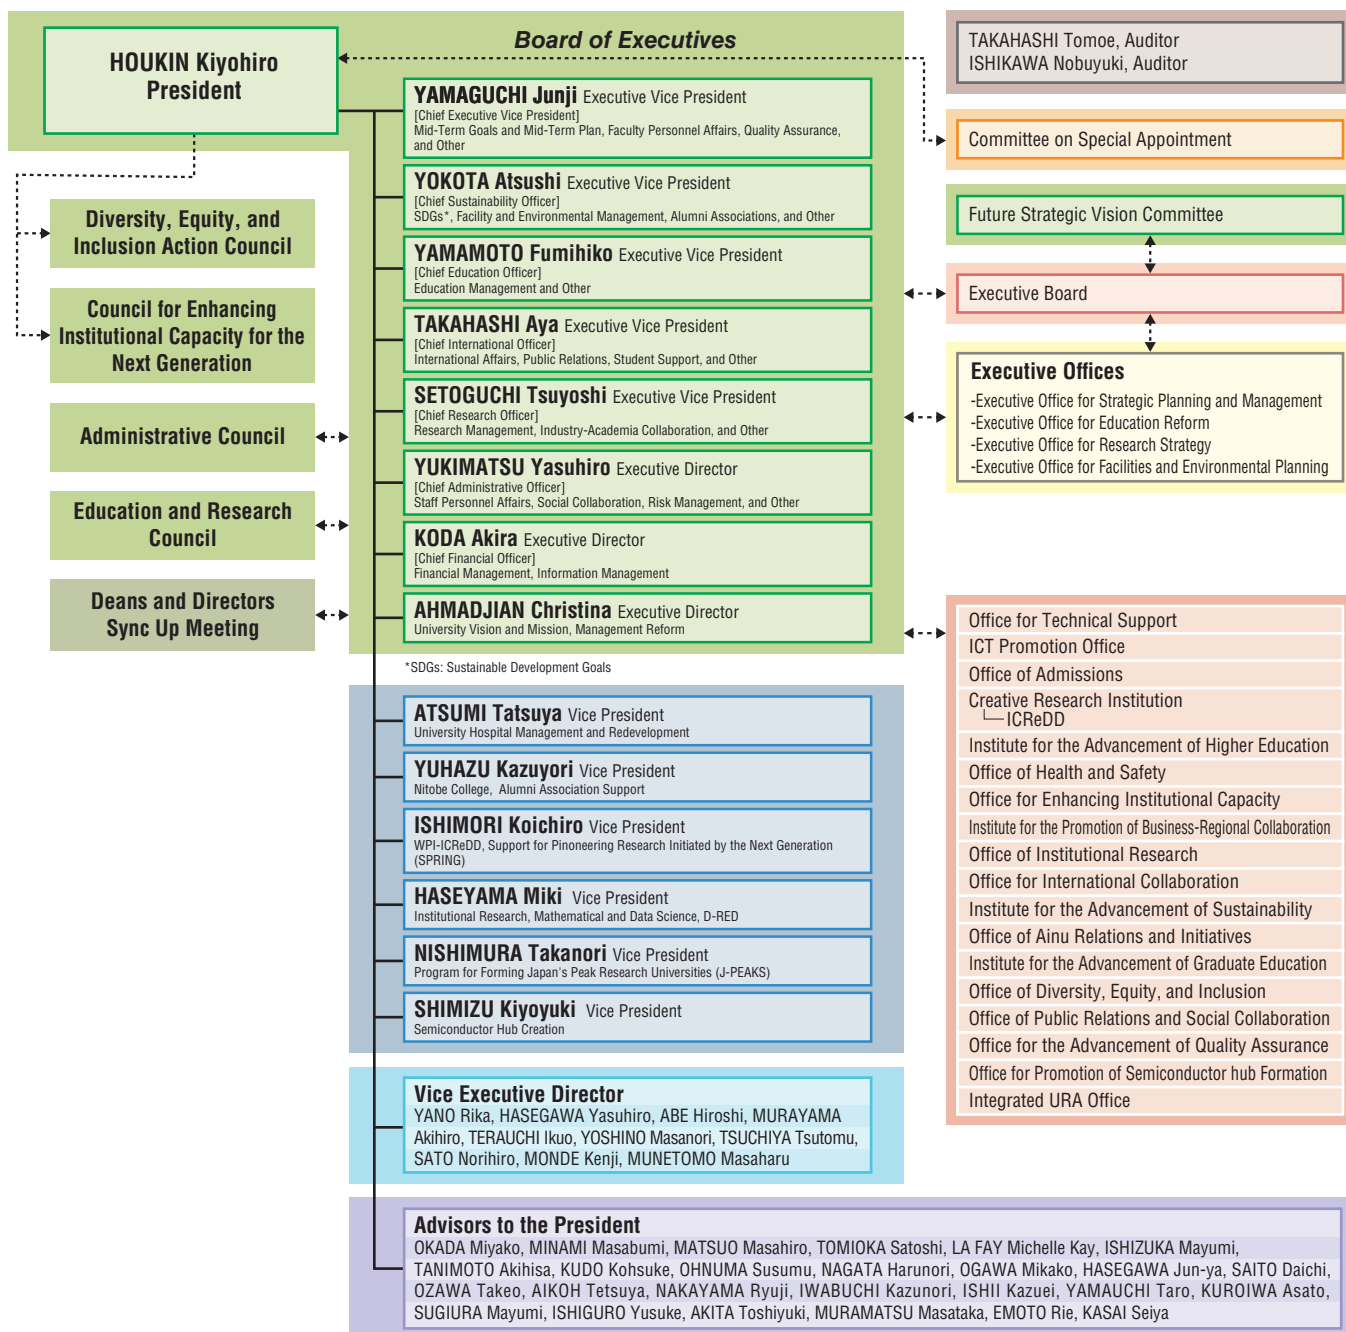 Board of Executives
HOUKIN Kiyohiro
President
YAMAGUCHI Junji Executive Vice President
[Chief Executive Vice President]
Mid-Term Goals and Mid-Term Plan, Faculty Personnel Affairs, Quality Assurance,
and Other
YOKOTA Atsushi Executive Vice President
[Chief Sustainability Officer]
SDGs*, Facility and Environmental Management, Alumni Associations, and Other
YAMAMOTO Fumihiko Executive Vice President
[Chief Education Officer]
Education Management and Other
TAKAHASHI Aya Executive Vice President
[Chief International Officer]
International Affairs, Public Relations, Student Support, and Other
SETOGUCHI Tsuyoshi Executive Vice President
[Chief Research Officer]
Research Management, Industry-Academia Collaboration, and Other
YUKIMATSU Yasuhiro Executive Director
[Chief Administrative Officer]
Staff Personnel Affairs, Social Collaboration, Risk Management, and Other
KODA Akira Executive Director
[Chief Financial Officer]
Financial Management, Information Management
AHMADJIAN Christina Executive Director
University Vision and Mission, Management Reform
*SDGs: Sustainable Development Goals
Diversity, Equity, and
Inclusion Action Council
Council for Enhancing
Institutional Capacity for the
Next Generation
Administrative Council
Education and Research
Council
Deans and Directors
Sync Up Meeting
ATSUMI Tatsuya Vice President
University Hospital Management and Redevelopment
YUHAZU Kazuyori Vice President
Nitobe College, Alumni Association Support
ISHIMORI Koichiro Vice President
WPI-ICReDD, Support for Pinoneering Research Initiated by the Next Generation
(SPRING)
HASEYAMA Miki Vice President
Institutional Research, Mathematical and Data Science, D-RED
NISHIMURA Takanori Vice President
Program for Forming Japan's Peak Research Universities (J-PEAKS)
SHIMIZU Kiyoyuki Vice President
Semiconductor Hub Creation
Vice Executive Director
YANO Rika, HASEGAWA Yasuhiro, ABE Hiroshi, MURAYAMA
Akihiro, TERAUCHI Ikuo, YOSHINO Masanori, TSUCHIYA Tsutomu,
SATO Norihiro, MONDE Kenji, MUNETOMO Masaharu
Advisors to the President
OKADA Miyako, MINAMI Masabumi, MATSUO Masahiro, TOMIOKA Satoshi, LA FAY Michelle Kay, ISHIZUKA Mayumi,
TANIMOTO Akihisa, KUDO Kohsuke, OHNUMA Susumu, NAGATA Harunori, OGAWA Mikako, HASEGAWA Jun-ya, SAITO Daichi,
OZAWA Takeo, AIKOH Tetsuya, NAKAYAMA Ryuji, IWABUCHI Kazunori, ISHII Kazuei, YAMAUCHI Taro, KUROIWA Asato,
SUGIURA Mayumi, ISHIGURO Yusuke, AKITA Toshiyuki, MURAMATSU Masataka, EMOTO Rie, KASAI Seiya
TAKAHASHI Tomoe, Auditor
ISHIKAWA Nobuyuki, Auditor
Committee on Special Appointment
Future Strategic Vision Committee
Executive Board
Executive Offices
-Executive Office for Strategic Planning and Management
-Executive Office for Education Reform
-Executive Office for Research Strategy
-Executive Office for Facilities and Environmental Planning
Office for Technical Support
ICT Promotion Office
Office of Admissions
Creative Research Institution
ICReDD
Institute for the Advancement of Higher Education
Office of Health and Safety
Office for Enhancing Institutional Capacity
Institute for the Promotion of Business-Regional Collaboration
Office of Institutional Research
Office for International Collaboration
Institute for the Advancement of Sustainability
Office of Ainu Relations and Initiatives
Institute for the Advancement of Graduate Education
Office of Diversity, Equity, and Inclusion
Office of Public Relations and Social Collaboration
Office for the Advancement of Quality Assurance
Office for Promotion of Semiconductor hub Formation
Integrated URA Office